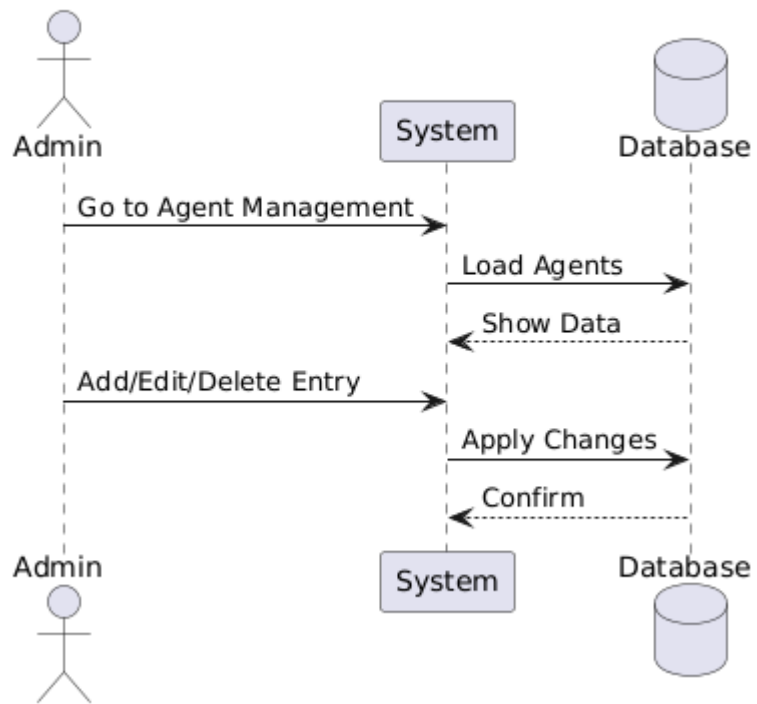 Admin
System
Database
Go to Agent Management
Load Agents
Show Data
Add/Edit/Delete Entry
Apply Changes
Confirm
Admin
System
Database